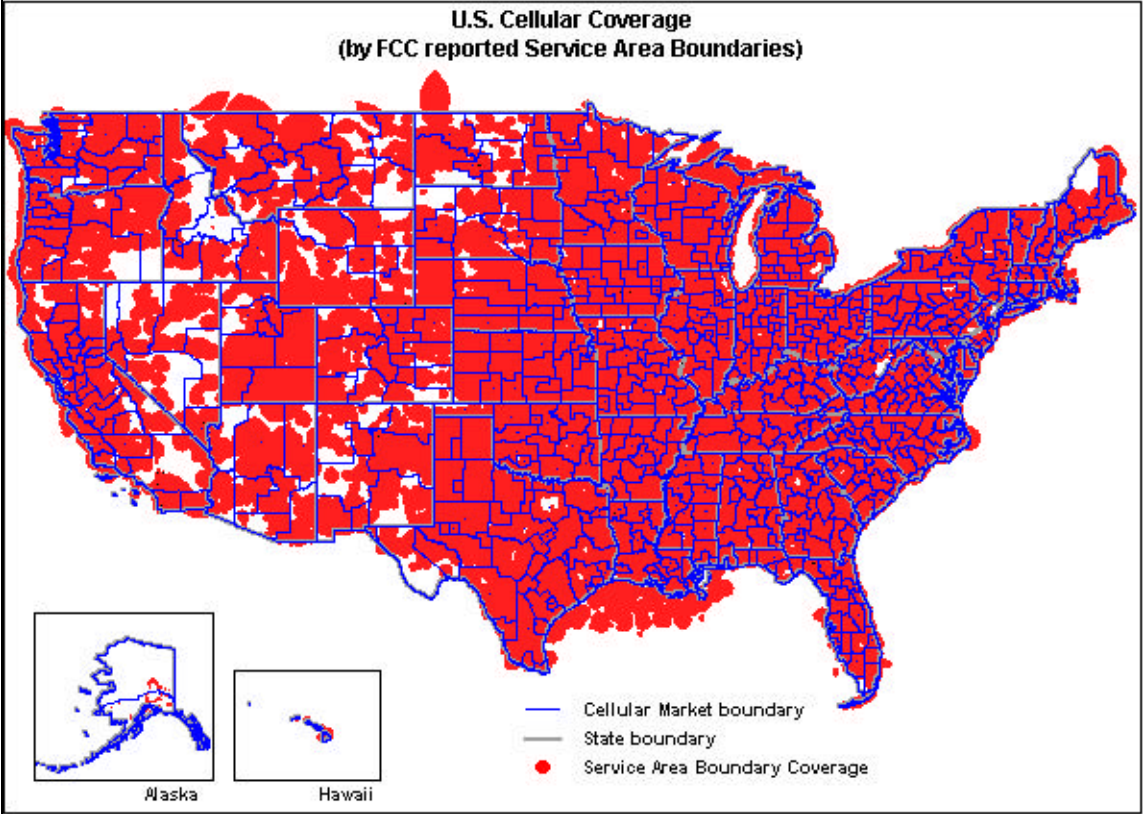 U.S. Cellular Coverage
(by FCC reported Service Area Boundaries)
Cellular Market boundary
State boundary
Service Area Boundary Coverage
Alaska
Hawaii